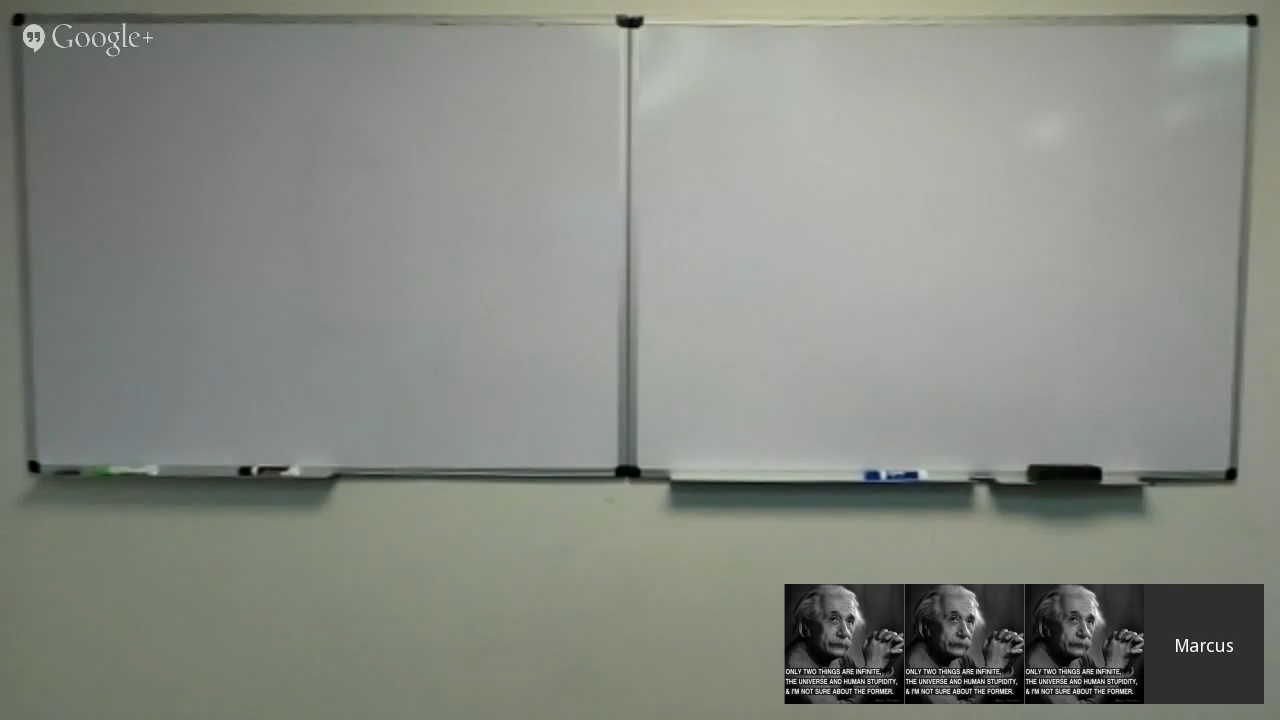 Google+
ONLY TWO THINGS ARE INFINITE,
THE UNIVERSE AND HUMAN STUPIDITY,
& I'M NOT SURE ABOUT THE FORMER.
ONLY TWO THINGS ARE INFINITE,
THE UNIVERSE AND HUMAN STUPIDITY,
& I'M NOT SURE ABOUT THE FORMER.
ONLY TWO THINGS ARE INFINITE,
THE UNIVERSE AND HUMAN STUPIDITY,
& I'M NOT SURE ABOUT THE FORMER.
Marcus